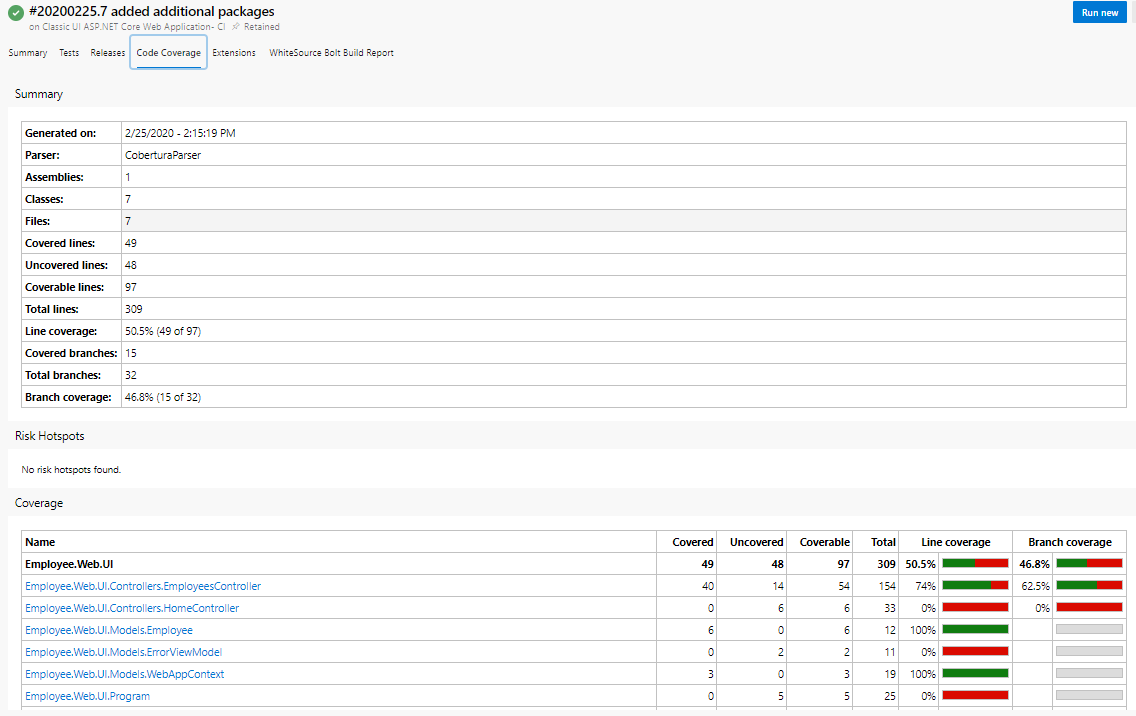 #20200225.7 added additional packages
Run new
on Classic UI ASP.NET Core Web Application- CI Retained
Summary Tests Releases Code Coverage Extensions WhiteSource Bolt Build Report
Summary
Generated on: 2/25/2020 - 2:15:19 PM
Parser: CoberturaParser
Assemblies: 1
Classes: 7
Files: 7
Covered lines: 49
Uncovered lines: 48
Coverable lines: 97
Total lines: 309
Line coverage: 50.5% (49 of 97)
Covered branches: 15
Total branches: 32
Branch coverage: 46.8% (15 of 32)
Risk Hotspots
No risk hotspots found.
Coverage
Name Covered Uncovered Coverable Total Line coverage Branch coverage
Employee.Web.UI 49 48 97 309 50.5% 46.8%
Employee.Web.UI.Controllers.EmployeesController 40 14 54 154 74% 62.5%
Employee.Web.UI.Controllers.HomeController 0 6 6 33 0% 0%
Employee.Web.UI.Models.Employee 6 0 6 12 100%
Employee.Web.UI.Models.ErrorViewModel 0 2 2 11 0%
Employee.Web.UI.Models.WebAppContext 3 0 3 19 100%
Employee.Web.UI.Program 0 5 5 25 0%